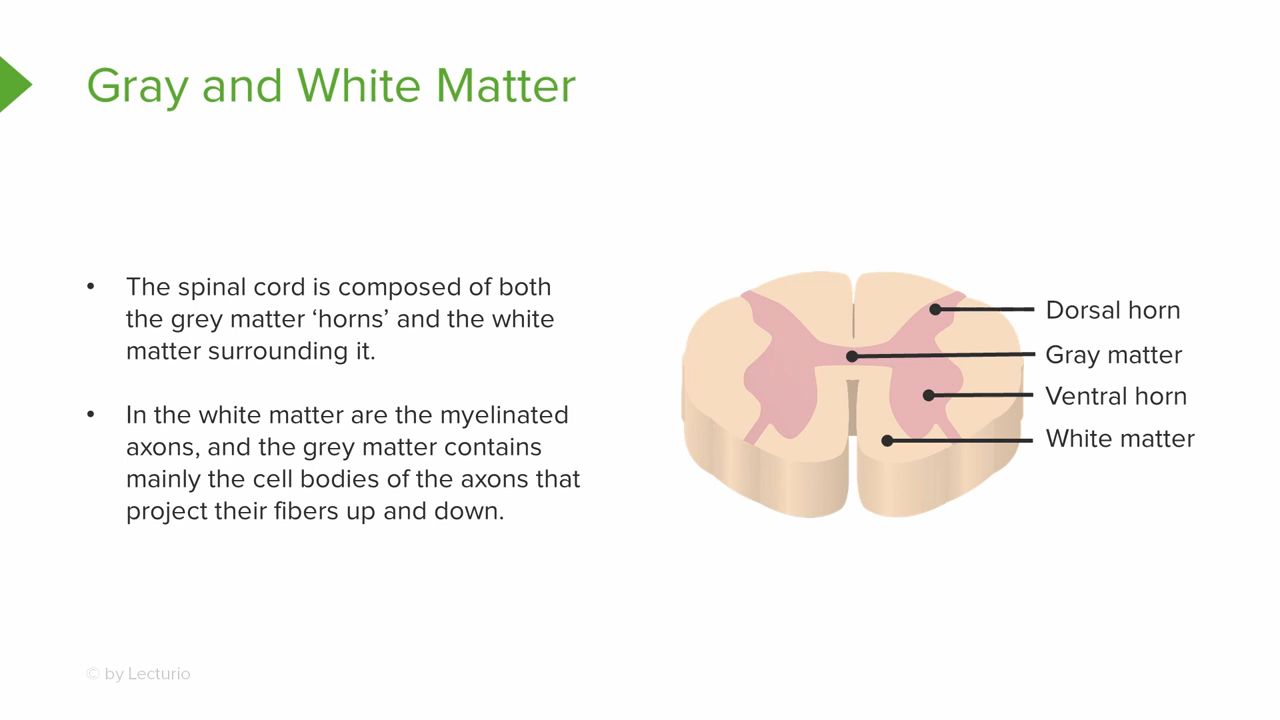 Gray and White Matter
• The spinal cord is composed of both
the grey matter ‘horns’ and the white
matter surrounding it.
• In the white matter are the myelinated
axons, and the grey matter contains
mainly the cell bodies of the axons that
project their fibers up and down.
Dorsal horn
Gray matter
Ventral horn
White matter
© by Lecturio